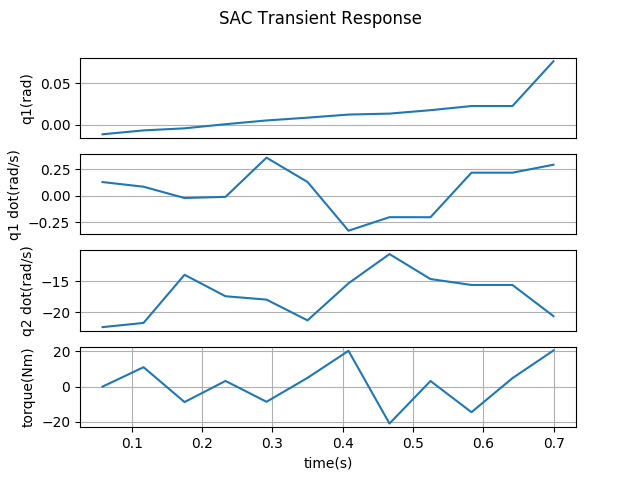 SAC Transient Response
q1(rad)
0.05
0.00
q1 dot(rad/s)
0.25
0.00
−0.25
q2 dot(rad/s)
−15
−20
torque(Nm)
20
0
−20
0.1 0.2 0.3 0.4 0.5 0.6 0.7
time(s)